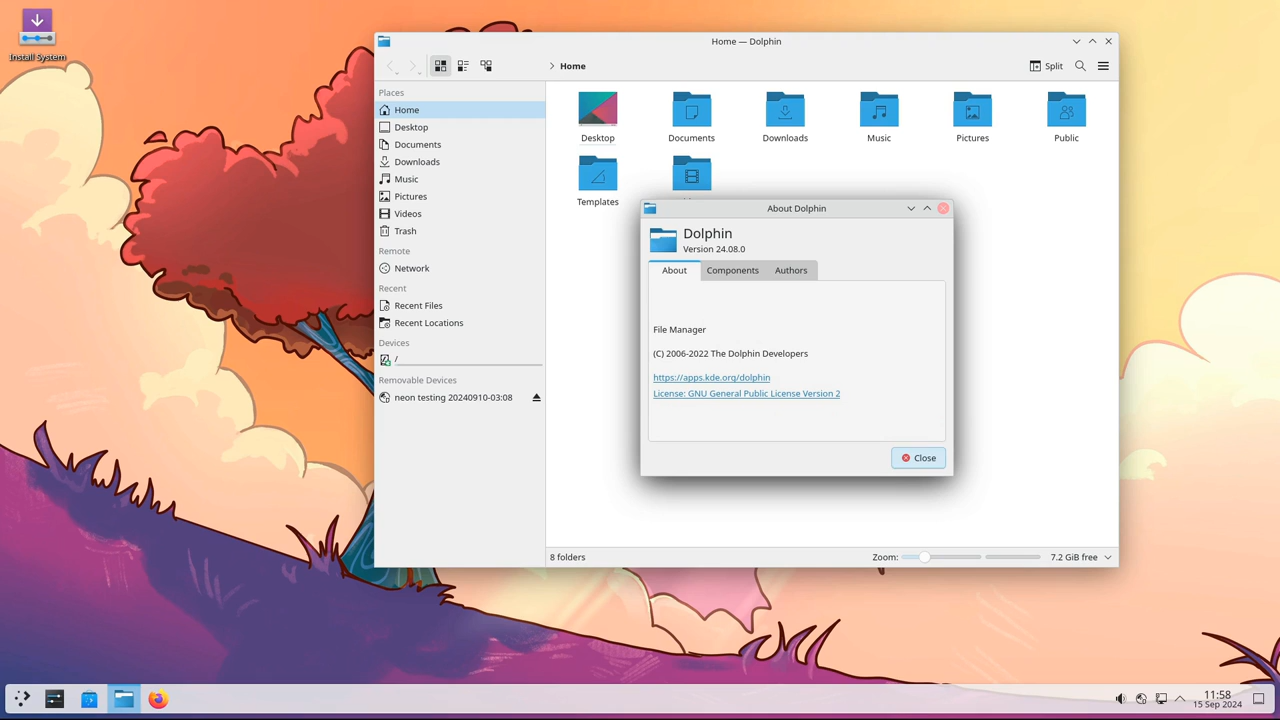 Install System
Home — Dolphin
Home
Split
Places
Home
Desktop
Documents
Downloads
Music
Pictures
Videos
Trash
Remote
Network
Recent
Recent Files
Recent Locations
Devices
/
Removable Devices
neon testing 20240910-03:08
Desktop
Documents
Downloads
Music
Pictures
Public
Templates
About Dolphin
Dolphin
Version 24.08.0
About
Components
Authors
File Manager
(C) 2006-2022 The Dolphin Developers
https://apps.kde.org/dolphin
License: GNU General Public License Version 2
Close
8 folders
Zoom:
7.2 GiB free
11:58
15 Sep 2024